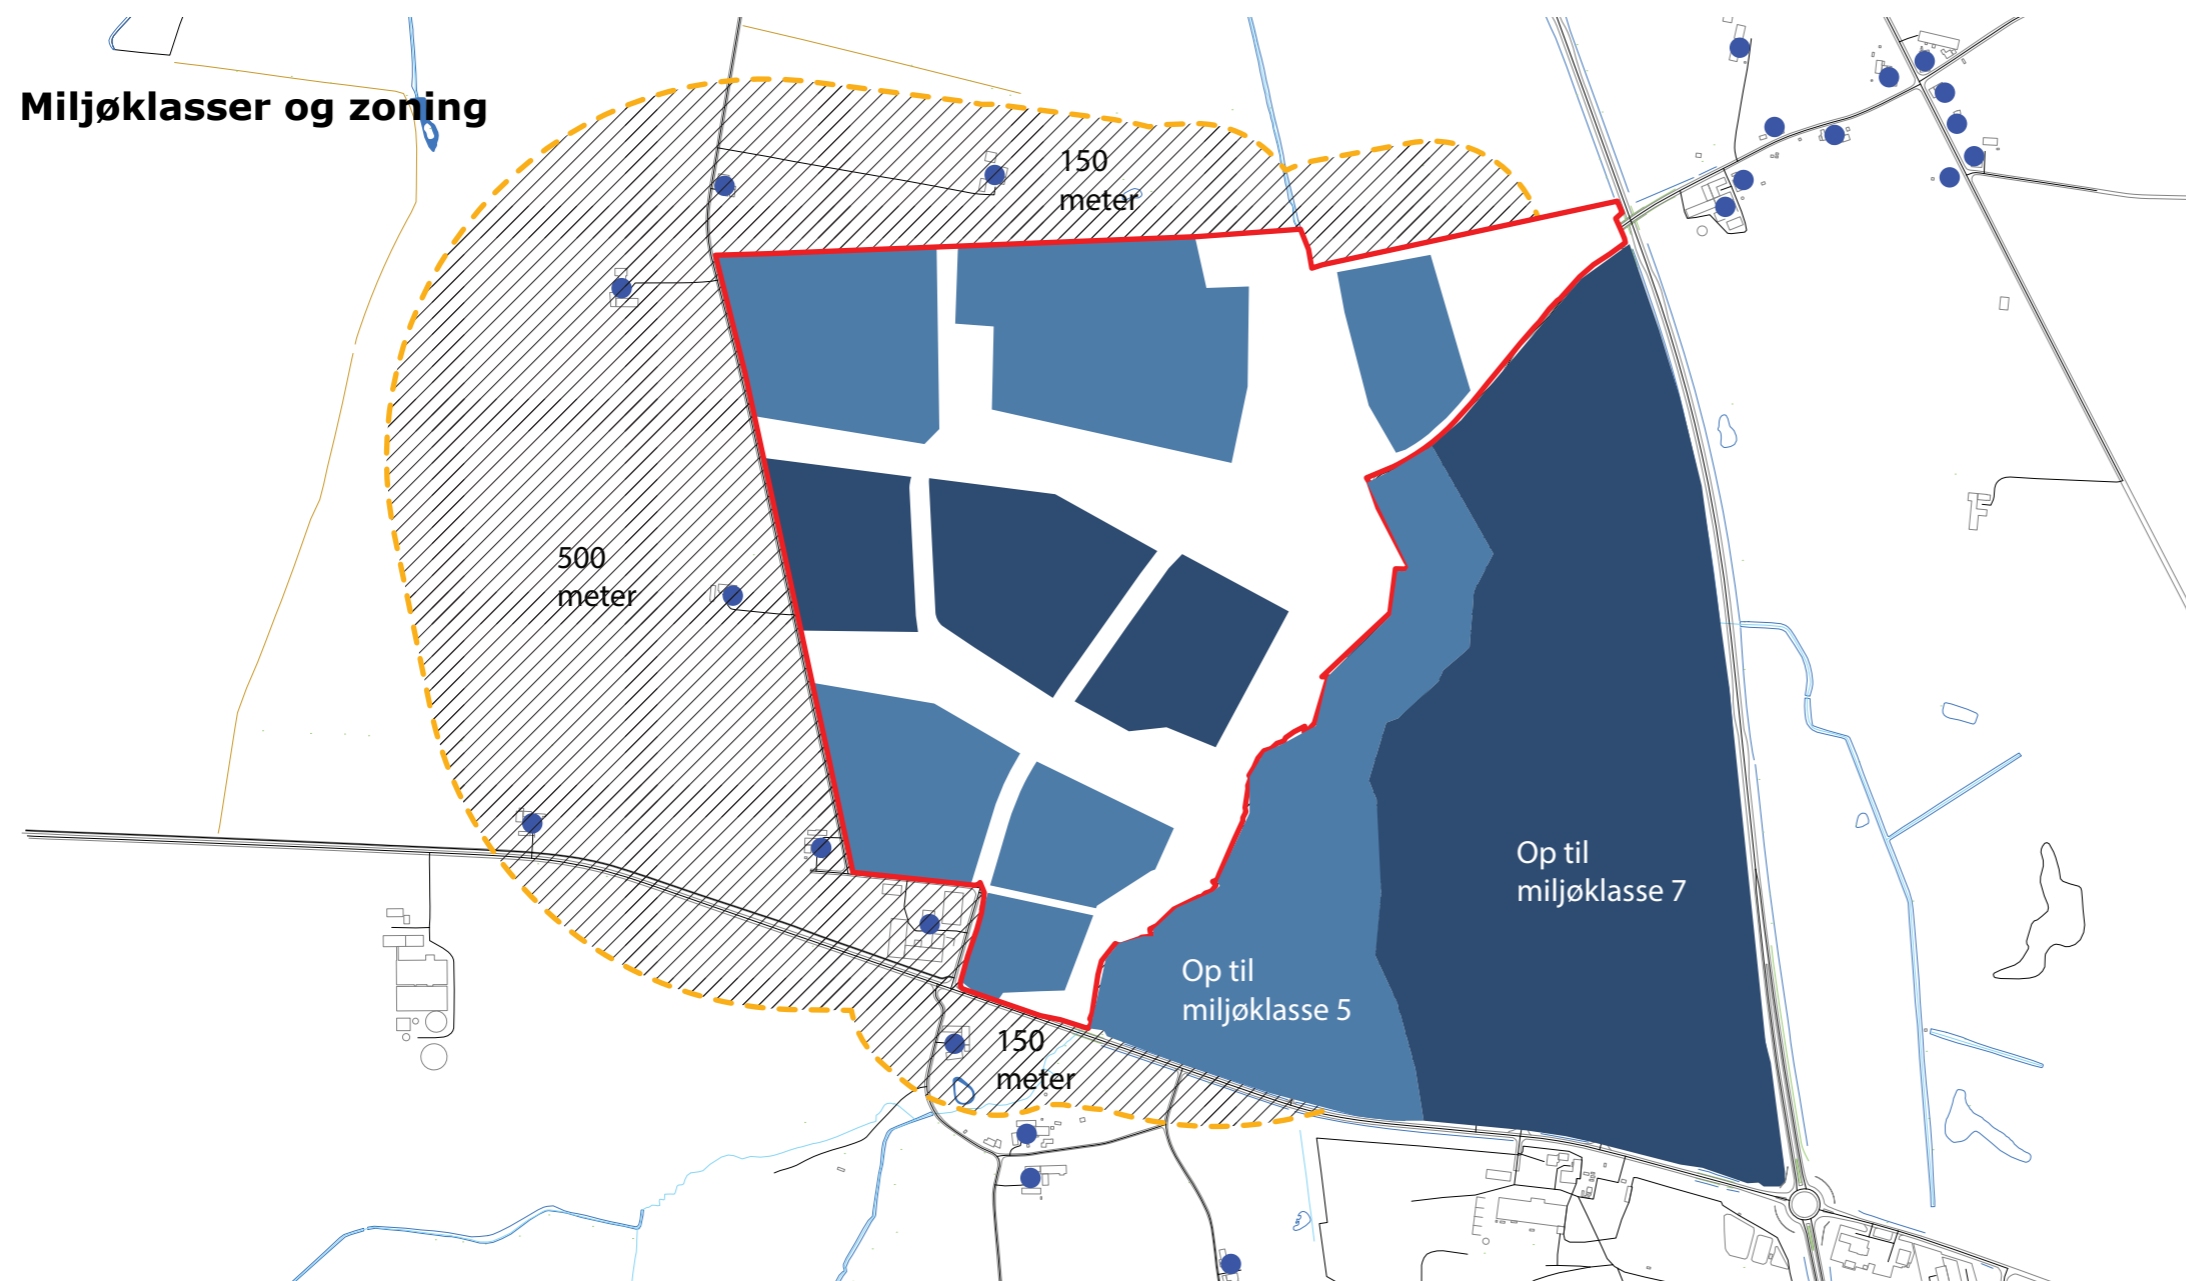 Miljøklasser og zoning
150
meter
500
meter
Op til
miljøklasse 7
Op til
miljøklasse 5
150
meter